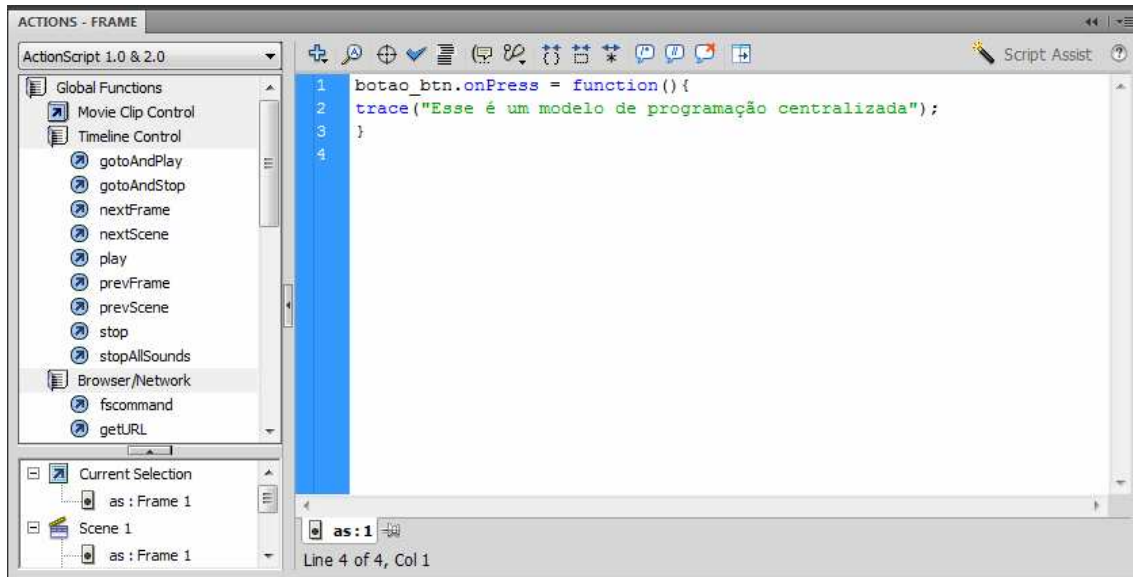 ACTIONS - FRAME
ActionScript 1.0 & 2.0
Script Assist
Global Functions
Movie Clip Control
Timeline Control
gotoAndPlay
gotoAndStop
nextFrame
nextScene
play
prevFrame
prevScene
stop
stopAllSounds
Browser/Network
fscommand
getURL
Current Selection
as : Frame 1
Scene 1
as : Frame 1
1 botao_btn.onPress = function(){
2 trace("Esse é um modelo de programação centralizada");
3 }
4
as:1
Line 4 of 4, Col 1